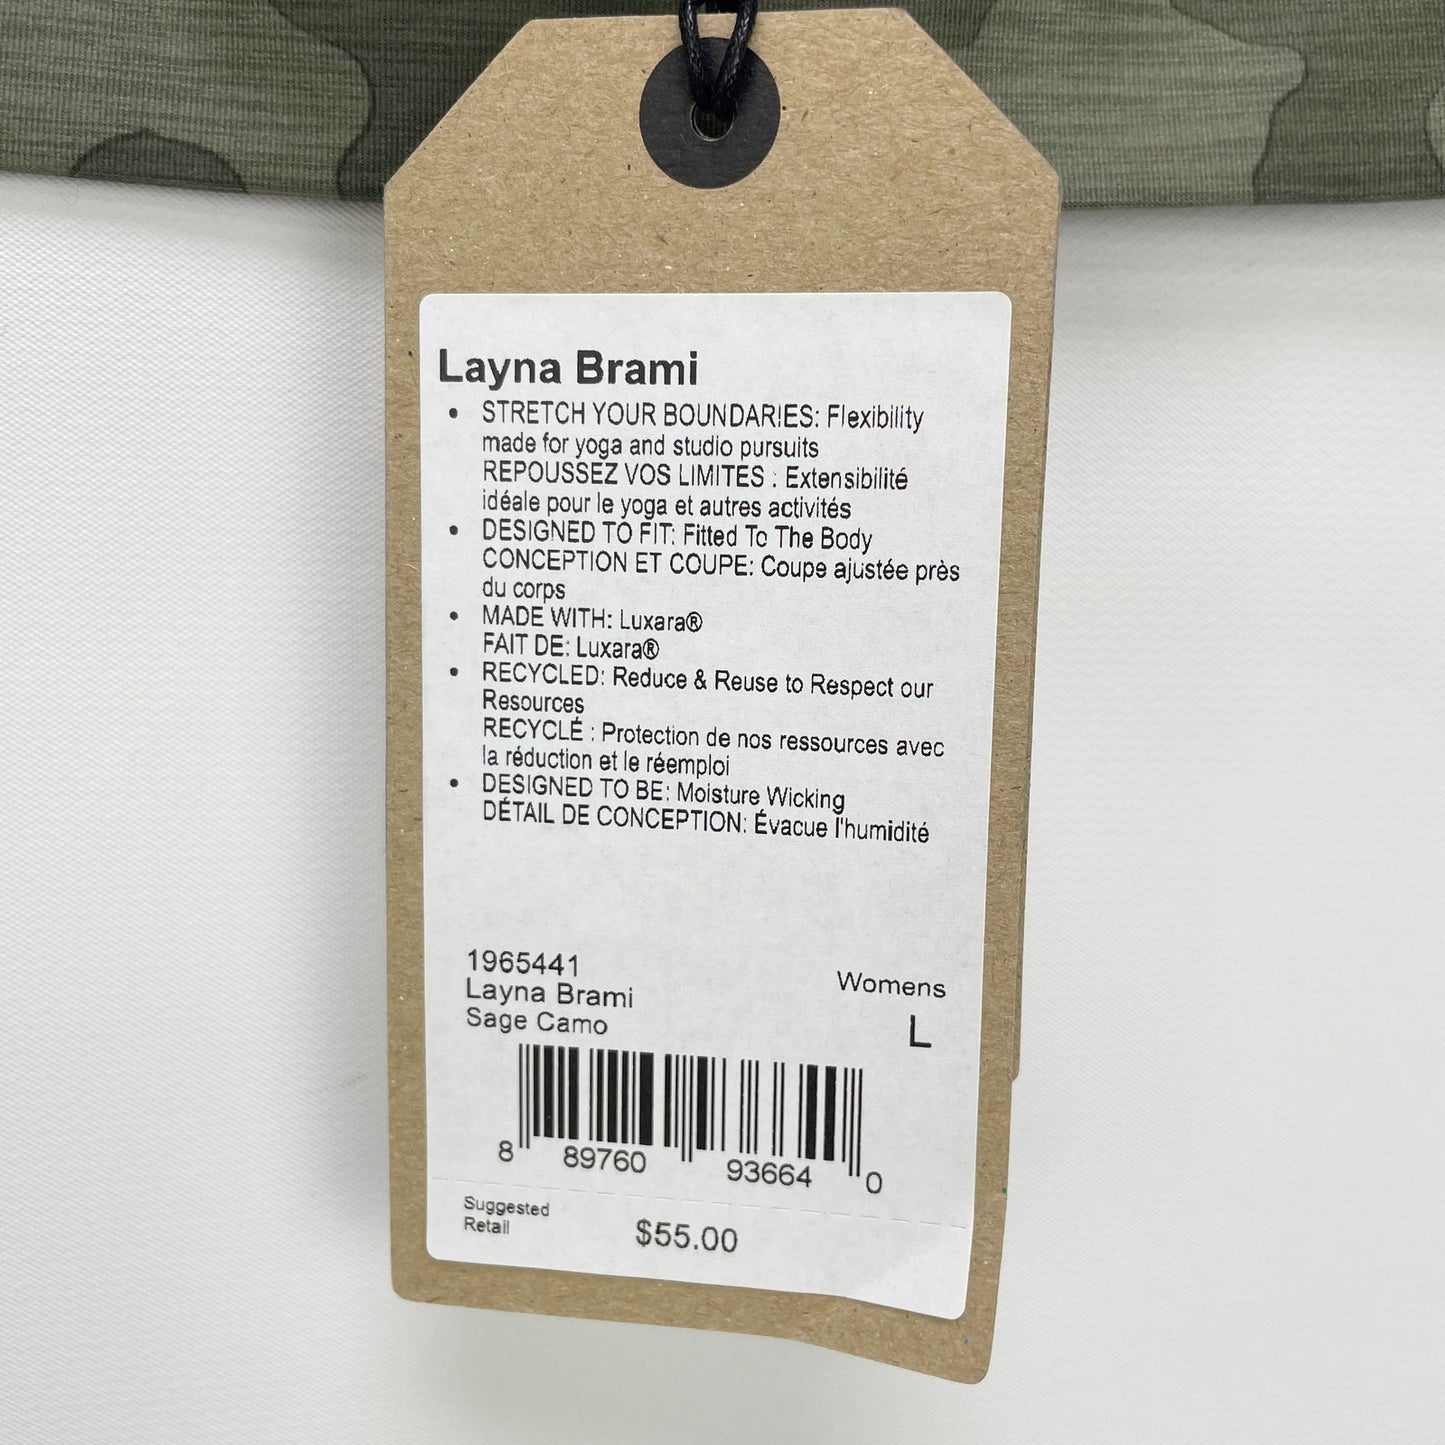 Layna Brami
• STRETCH YOUR BOUNDARIES: Flexibility
made for yoga and studio pursuits
REPOUSSEZ VOS LIMITES : Extensibilité
idéale pour le yoga et autres activités
• DESIGNED TO FIT: Fitted To The Body
CONCEPTION ET COUPE: Coupe ajustée près
du corps
• MADE WITH: Luxara®
FAIT DE: Luxara®
• RECYCLED: Reduce & Reuse to Respect our
Resources
RECYCLÉ : Protection de nos ressources avec
la réduction et le réemploi
• DESIGNED TO BE: Moisture Wicking
DÉTAIL DE CONCEPTION: Évacue l'humidité
1965441
Layna Brami
Sage Camo
Womens
L
8 89760 93664 0
Suggested
Retail
$55.00